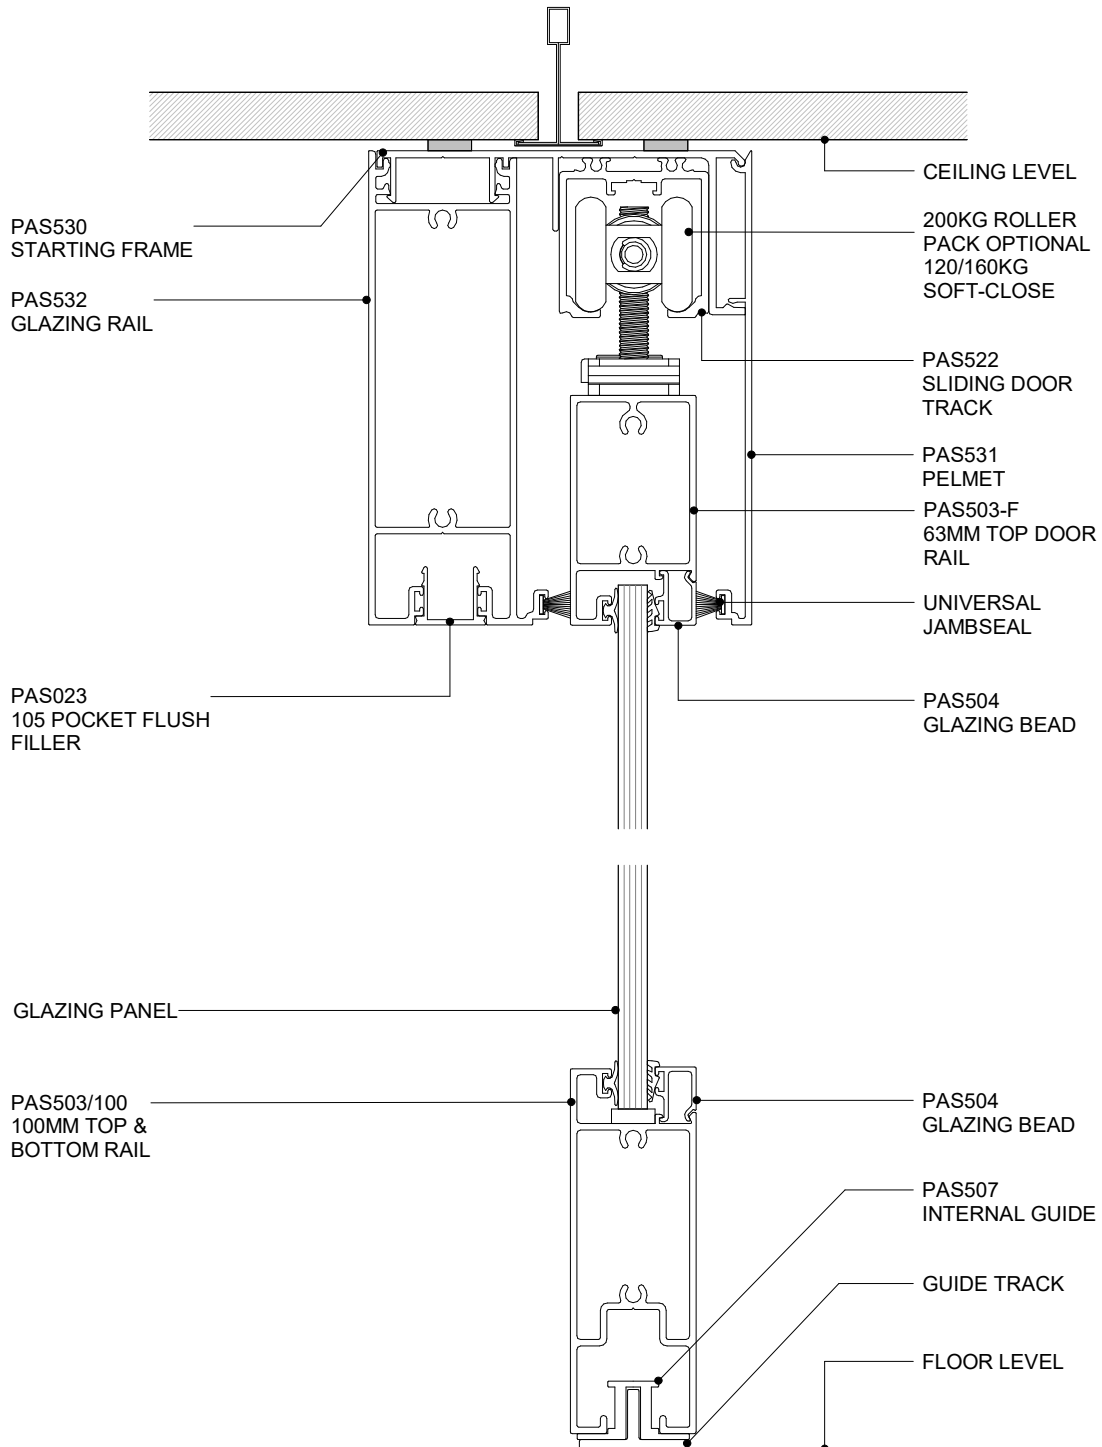 PAS530
STARTING FRAME
PAS532
GLAZING RAIL
PAS023
105 POCKET FLUSH
FILLER
GLAZING PANEL
PAS503/100
100MM TOP &
BOTTOM RAIL
CEILING LEVEL
200KG ROLLER
PACK OPTIONAL
120/160KG
SOFT-CLOSE
PAS522
SLIDING DOOR
TRACK
PAS531
PELMET
PAS503-F
63MM TOP DOOR
RAIL
UNIVERSAL
JAMBSEAL
PAS504
GLAZING BEAD
PAS504
GLAZING BEAD
PAS507
INTERNAL GUIDE
GUIDE TRACK
FLOOR LEVEL